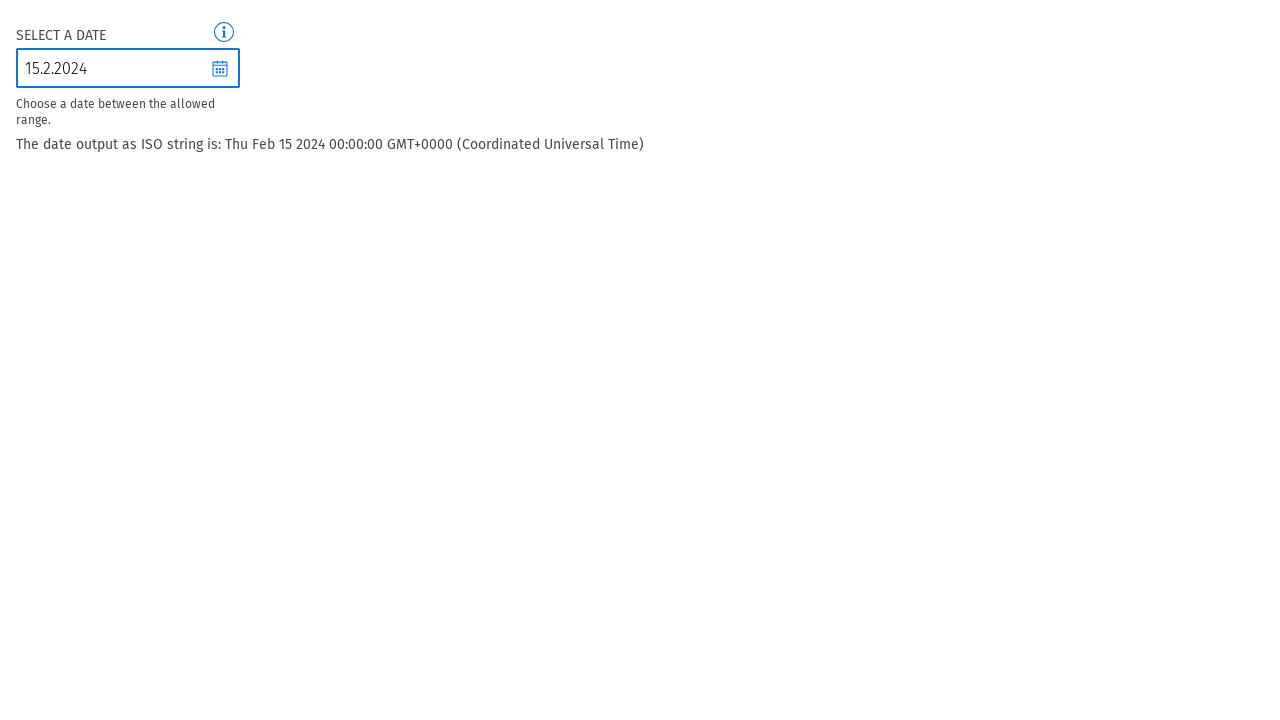 SELECT A DATE
15.2.2024
Choose a date between the allowed
range.
The date output as ISO string is: Thu Feb 15 2024 00:00:00 GMT+0000 (Coordinated Universal Time)